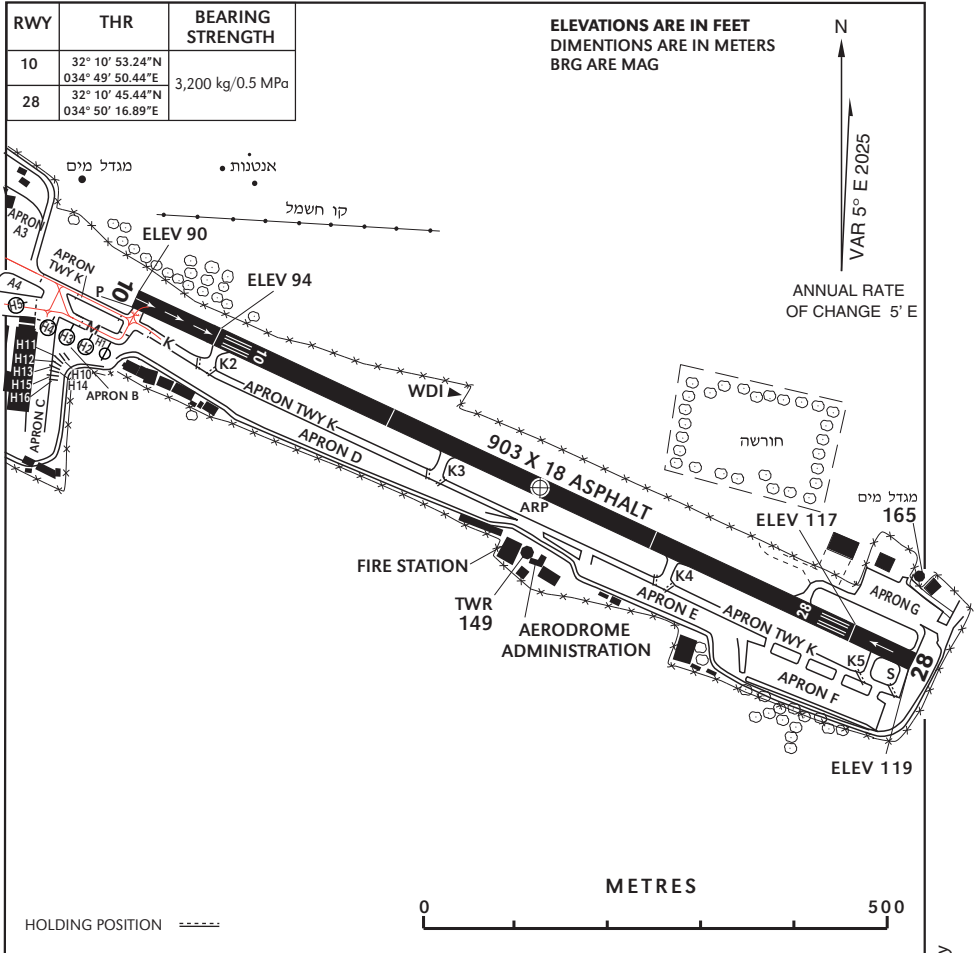 RWY THR BEARING STRENGTH
10 32° 10' 53.24"N 034° 49' 50.44"E 3,200 kg/0.5 MPa
28 32° 10' 45.44"N 034° 50' 16.89"E
ELEVATIONS ARE IN FEET
DIMENTIONS ARE IN METERS
BRG ARE MAG
N
VAR 5° E 2025
ANNUAL RATE
OF CHANGE 5' E
מגדל מים
אנטנות
קו חשמל
APRON
A3
ELEV 90
APRON
TWY K
ELEV 94
A4
P
10
H5
H4
H3
H2
H1
M
K
10
K2
H11
H12
H13
H15
H16
H10
H14
APRON B
APRON C
APRON TWY K
APRON D
WDI
903 X 18 ASPHALT
K3
ARP
חורשה
מגדל מים
165
ELEV 117
FIRE STATION
TWR
149
AERODROME
ADMINISTRATION
K4
APRON E
APRON TWY K
28
APRON G
K5
S
28
APRON F
ELEV 119
METRES
0 500
HOLDING POSITION
y